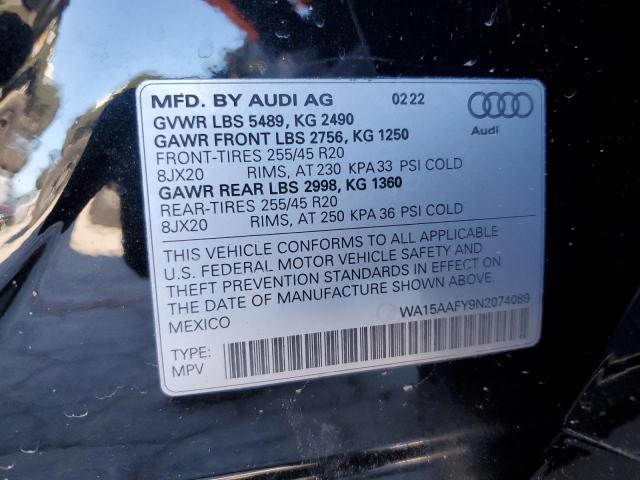 MFD. BY AUDI AG 0222
GVWR LBS 5489, KG 2490
GAWR FRONT LBS 2756, KG 1250
FRONT-TIRES 255/45 R20
8JX20 RIMS, AT 230 KPA 33 PSI COLD
GAWR REAR LBS 2998, KG 1360
REAR-TIRES 255/45 R20
8JX20 RIMS, AT 250 KPA 36 PSI COLD
Audi
THIS VEHICLE CONFORMS TO ALL APPLICABLE
U.S. FEDERAL MOTOR VEHICLE SAFETY AND
THEFT PREVENTION STANDARDS IN EFFECT ON
THE DATE OF MANUFACTURE SHOWN ABOVE.
MEXICO
WA15AAFY9N2074089
TYPE:
MPV